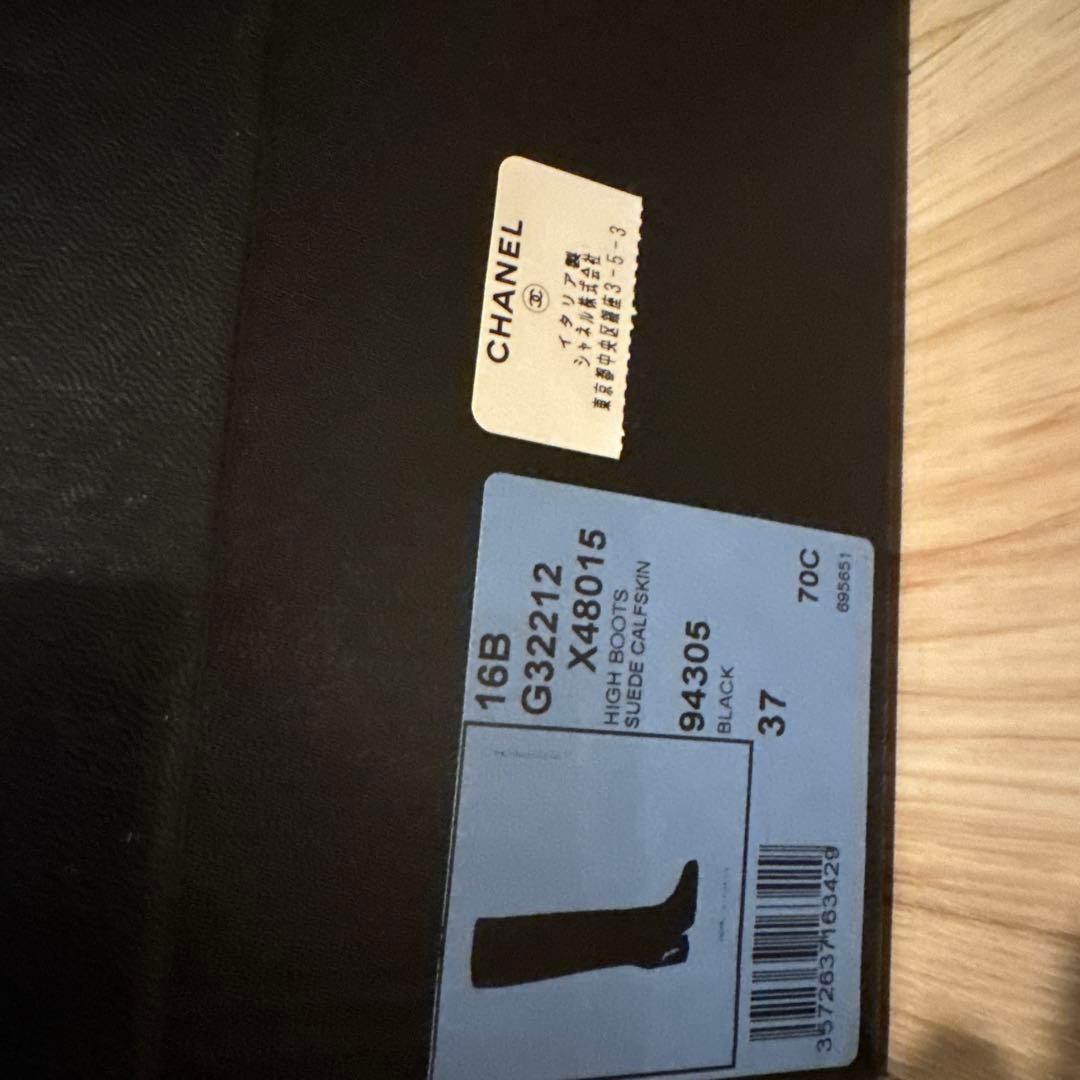 CHANEL
イタリア製
シャネル株式会社
東京都中央区銀座3-5-3
16B
G32212
X48015
HIGH BOOTS
SUEDE CALFSKIN
94305
BLACK
37
70C
695651
3572637163429